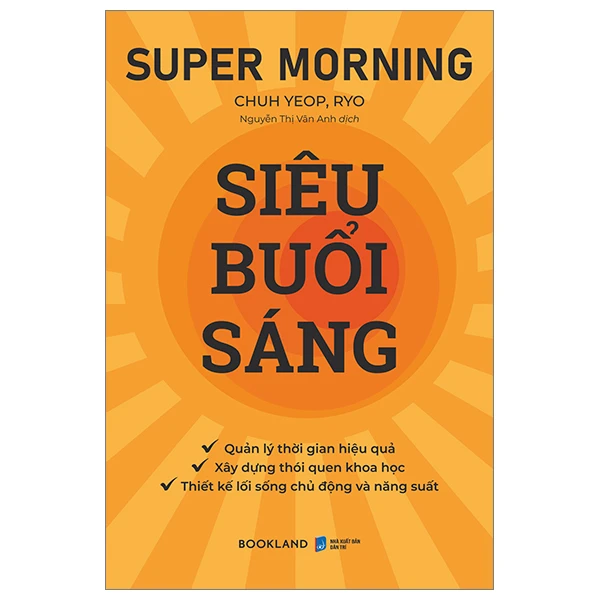 SUPER MORNING
CHUH YEOP, RYO
Nguyễn Thị Vân Anh dịch
SIÊU
BUỔI
SÁNG
Quản lý thời gian hiệu quả
Xây dựng thói quen khoa học
Thiết kế lối sống chủ động và năng suất
BOOKLAND
NHÀ XUẤT BẢN
DÂN TRÍ